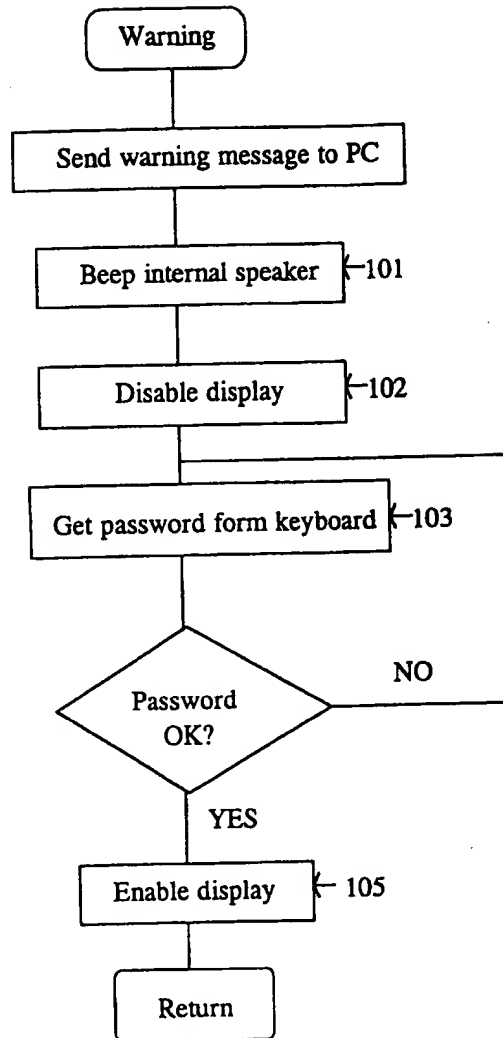 Warning
Send warning message to PC
Beep internal speaker
101
Disable display
102
Get password form keyboard
103
Password
OK?
NO
YES
Enable display
105
Return